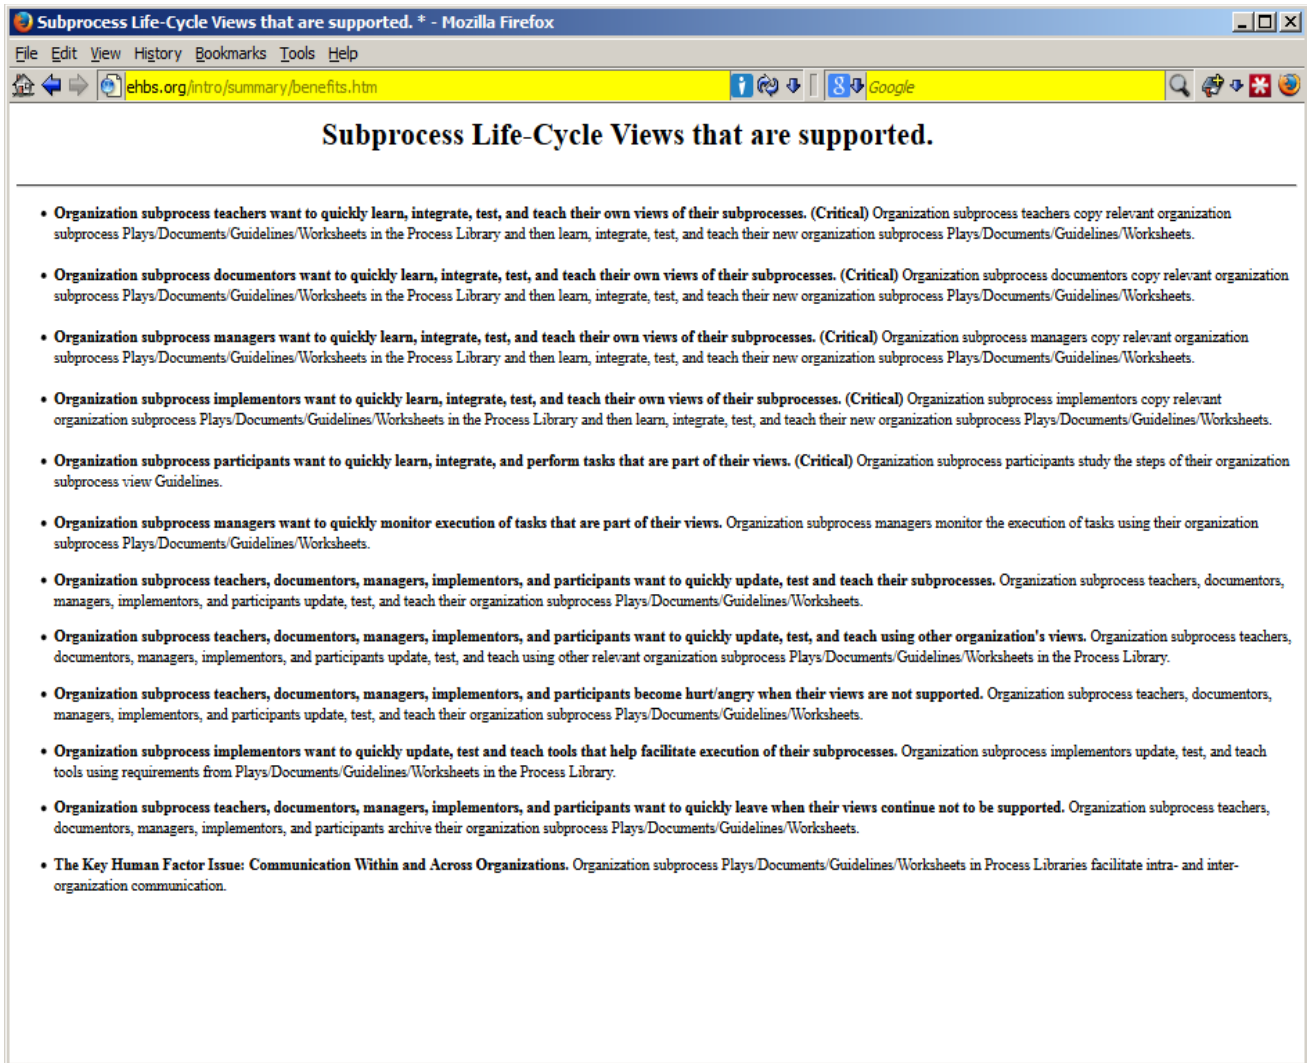 Subprocess Life-Cycle Views that are supported. * - Mozilla Firefox
File Edit View History Bookmarks Tools Help
ehbs.org/intro/summary/benefits.htm
8 Google
Subprocess Life-Cycle Views that are supported.
• Organization subprocess teachers want to quickly learn, integrate, test, and teach their own views of their subprocesses. (Critical) Organization subprocess teachers copy relevant organization
subprocess Plays/Documents/Guidelines/Worksheets in the Process Library and then learn, integrate, test, and teach their new organization subprocess Plays/Documents/Guidelines/Worksheets.
• Organization subprocess documentors want to quickly learn, integrate, test, and teach their own views of their subprocesses. (Critical) Organization subprocess documentors copy relevant organization
subprocess Plays/Documents/Guidelines/Worksheets in the Process Library and then learn, integrate, test, and teach their new organization subprocess Plays/Documents/Guidelines/Worksheets.
• Organization subprocess managers want to quickly learn, integrate, test, and teach their own views of their subprocesses. (Critical) Organization subprocess managers copy relevant organization
subprocess Plays/Documents/Guidelines/Worksheets in the Process Library and then learn, integrate, test, and teach their new organization subprocess Plays/Documents/Guidelines/Worksheets.
• Organization subprocess implementors want to quickly learn, integrate, test, and teach their own views of their subprocesses. (Critical) Organization subprocess implementors copy relevant
organization subprocess Plays/Documents/Guidelines/Worksheets in the Process Library and then learn, integrate, test, and teach their new organization subprocess Plays/Documents/Guidelines/Worksheets.
• Organization subprocess participants want to quickly learn, integrate, and perform tasks that are part of their views. (Critical) Organization subprocess participants study the steps of their organization
subprocess view Guidelines.
• Organization subprocess managers want to quickly monitor execution of tasks that are part of their views. Organization subprocess managers monitor the execution of tasks using their organization
subprocess Plays/Documents/Guidelines/Worksheets.
• Organization subprocess teachers, documentors, managers, implementors, and participants want to quickly update, test and teach their subprocesses. Organization subprocess teachers, documentors,
managers, implementors, and participants update, test, and teach their organization subprocess Plays/Documents/Guidelines/Worksheets.
• Organization subprocess teachers, documentors, managers, implementors, and participants want to quickly update, test, and teach using other organization's views. Organization subprocess teachers,
documentors, managers, implementors, and participants update, test, and teach using other relevant organization subprocess Plays/Documents/Guidelines/Worksheets in the Process Library.
• Organization subprocess teachers, documentors, managers, implementors, and participants become hurt/angry when their views are not supported. Organization subprocess teachers, documentors,
managers, implementors, and participants update, test, and teach their organization subprocess Plays/Documents/Guidelines/Worksheets.
• Organization subprocess implementors want to quickly update, test and teach tools that help facilitate execution of their subprocesses. Organization subprocess implementors update, test, and teach
tools using requirements from Plays/Documents/Guidelines/Worksheets in the Process Library.
• Organization subprocess teachers, documentors, managers, implementors, and participants want to quickly leave when their views continue not to be supported. Organization subprocess teachers,
documentors, managers, implementors, and participants archive their organization subprocess Plays/Documents/Guidelines/Worksheets.
• The Key Human Factor Issue: Communication Within and Across Organizations. Organization subprocess Plays/Documents/Guidelines/Worksheets in Process Libraries facilitate intra- and inter-
organization communication.